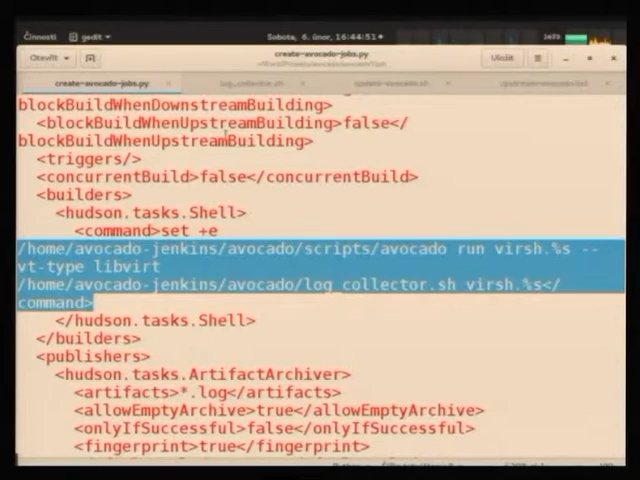 Činnosti gedit Sobota, 6. únor, 16:44:51
Otevřít create-avocado-jobs.py Uložit
create-avocado-jobs.py log_collector.sh update-avocado.sh
blockBuildWhenDownstreamBuilding>
<blockBuildWhenUpstreamBuilding>false</
blockBuildWhenUpstreamBuilding>
<triggers/>
<concurrentBuild>false</concurrentBuild>
<builders>
<hudson.tasks.Shell>
<command>set +e
/home/avocado-jenkins/avocado/scripts/avocado run virsh.%s --
vt-type libvirt
/home/avocado-jenkins/avocado/log_collector.sh virsh.%s</
command>
</hudson.tasks.Shell>
</builders>
<publishers>
<hudson.tasks.ArtifactArchiver>
<artifacts>*.log</artifacts>
<allowEmptyArchive>true</allowEmptyArchive>
<onlyIfSuccessful>false</onlyIfSuccessful>
<fingerprint>true</fingerprint>